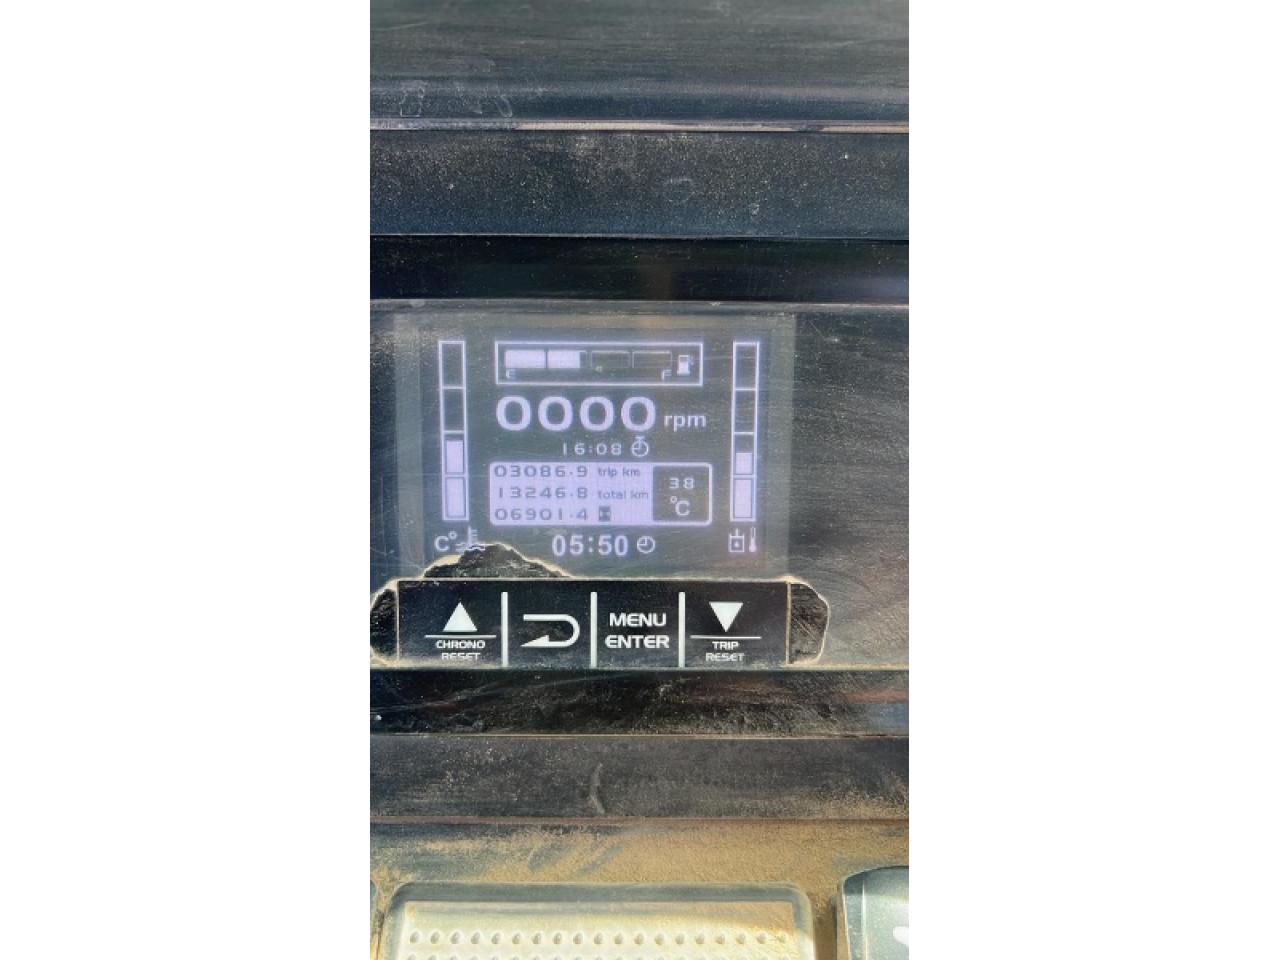 E F
0000 rpm
16:08
03086.9 trip km
13246.8 total km
06901.4
38
°C
C°
05:50
CHRONO
RESET
MENU
ENTER
TRIP
RESET